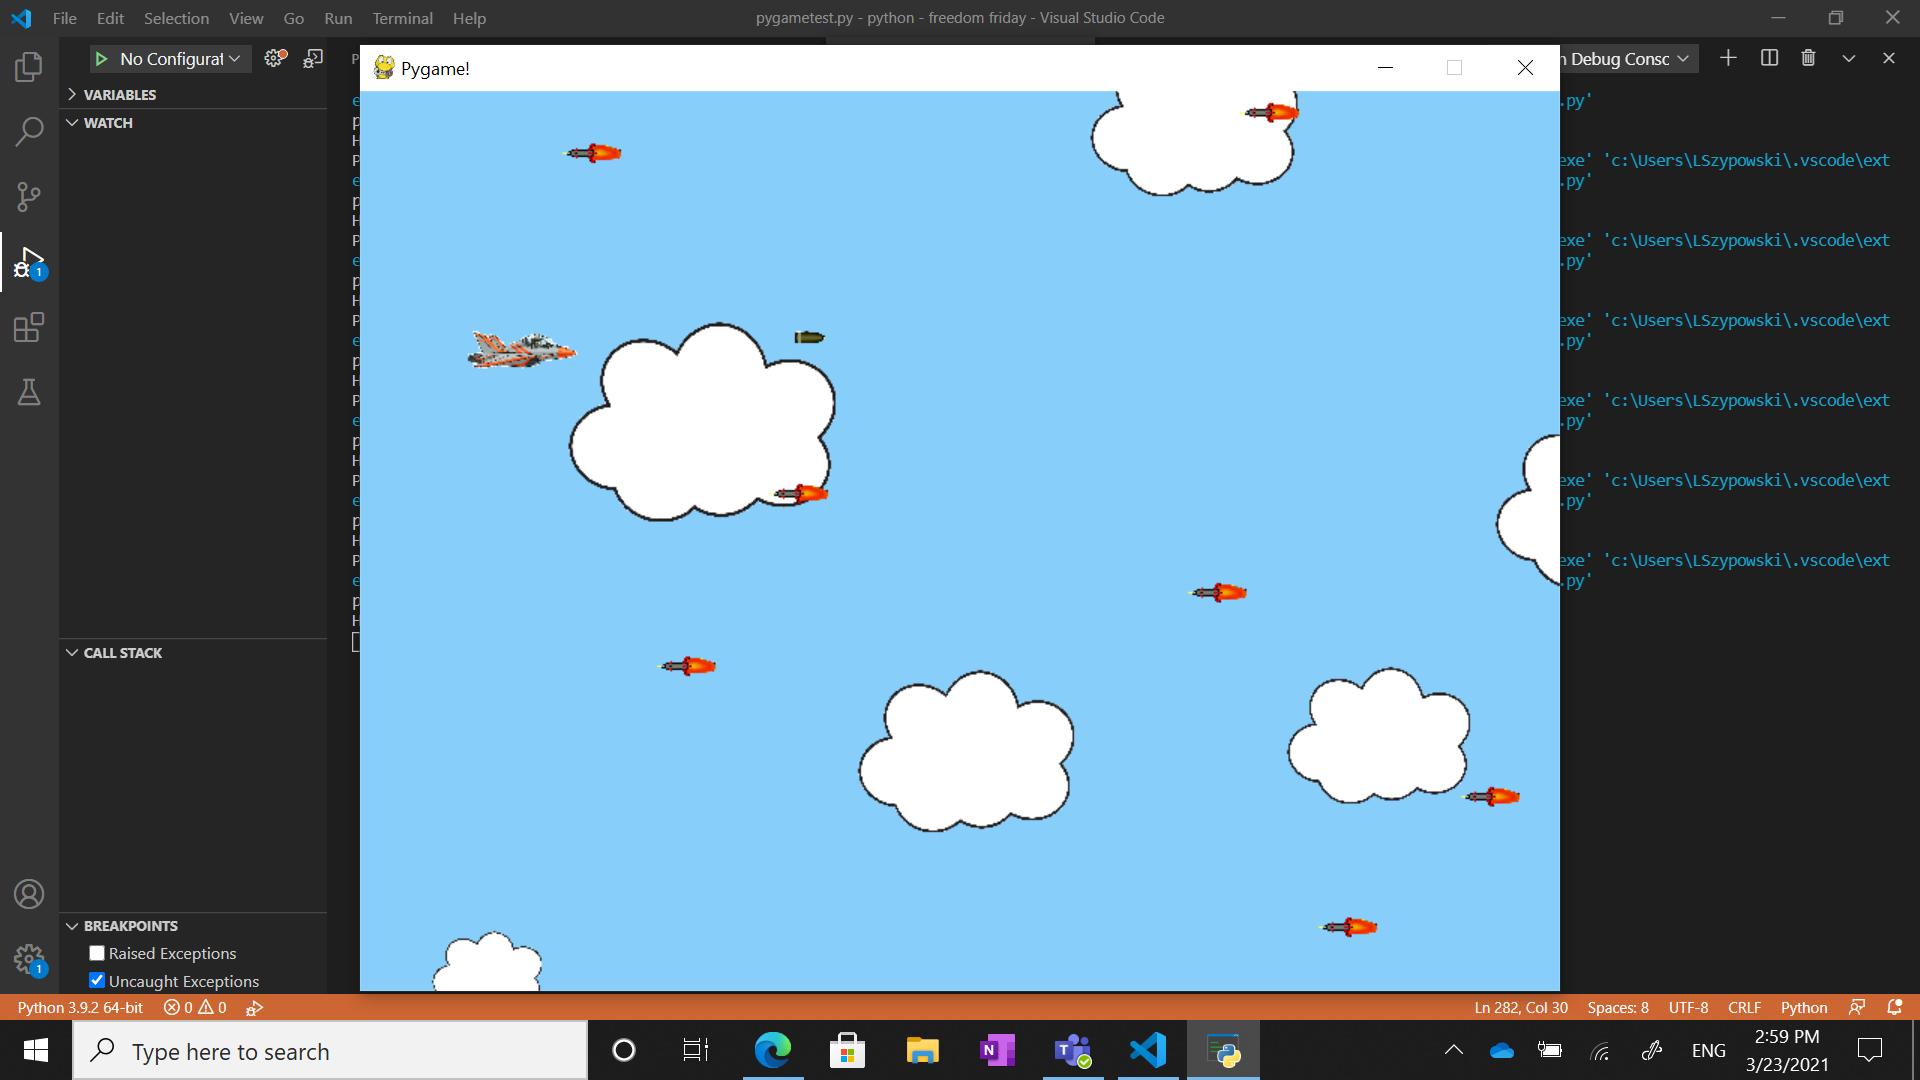 File Edit Selection View Go Run Terminal Help
pygametest.py - python - freedom friday - Visual Studio Code
No Configurat
Pygame!
n Debug Consc
VARIABLES
WATCH
.py'
exe' 'c:\Users\LSzypowski\.vscode\ext
.py'
exe' 'c:\Users\LSzypowski\.vscode\ext
.py'
exe' 'c:\Users\LSzypowski\.vscode\ext
.py'
exe' 'c:\Users\LSzypowski\.vscode\ext
.py'
exe' 'c:\Users\LSzypowski\.vscode\ext
.py'
exe' 'c:\Users\LSzypowski\.vscode\ext
.py'
CALL STACK
BREAKPOINTS
Raised Exceptions
Uncaught Exceptions
1
1
Python 3.9.2 64-bit 0 0
Ln 282, Col 30 Spaces: 8 UTF-8 CRLF Python
Type here to search
ENG
2:59 PM
3/23/2021